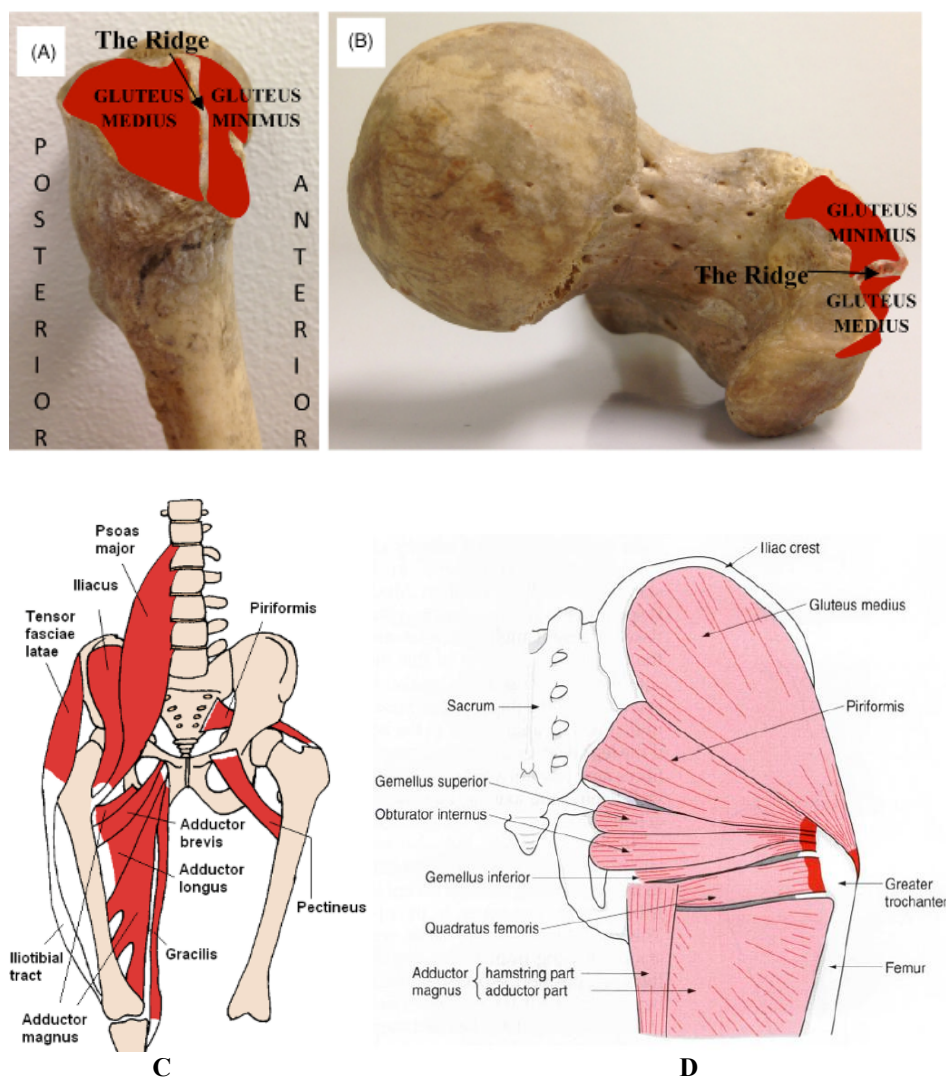 (A)
The Ridge
GLUTEUS
MEDIUS
GLUTEUS
MINIMUS
POSTERIOR
ANTERIOR
(B)
GLUTEUS
MINIMUS
The Ridge
GLUTEUS
MEDIUS
Psoas
major
Iliacus
Tensor
fasciae
latae
Piriformis
Adductor
brevis
Adductor
longus
Pectineus
Iliotibial
tract
Gracilis
Adductor
magnus
C
Iliac crest
Gluteus medius
Sacrum
Piriformis
Gemellus superior
Obturator internus
Gemellus inferior
Greater
trochanter
Quadratus femoris
Femur
Adductor { hamstring part
magnus { adductor part
D